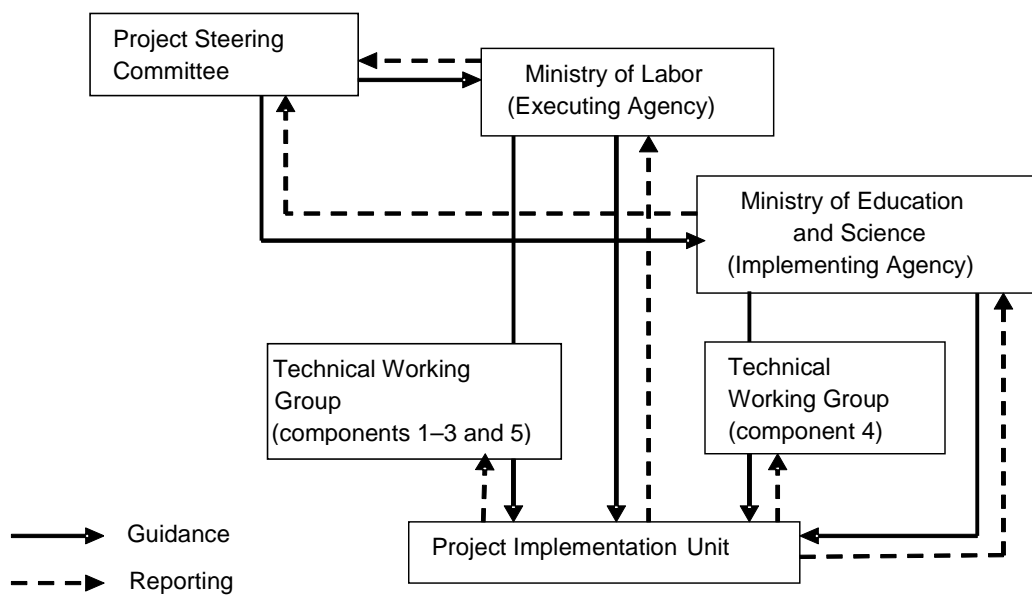 Project Steering
Committee
Ministry of Labor
(Executing Agency)
Ministry of Education
and Science
(Implementing Agency)
Technical Working
Group
(components 1–3 and 5)
Technical
Working Group
(component 4)
Project Implementation Unit
Guidance
Reporting